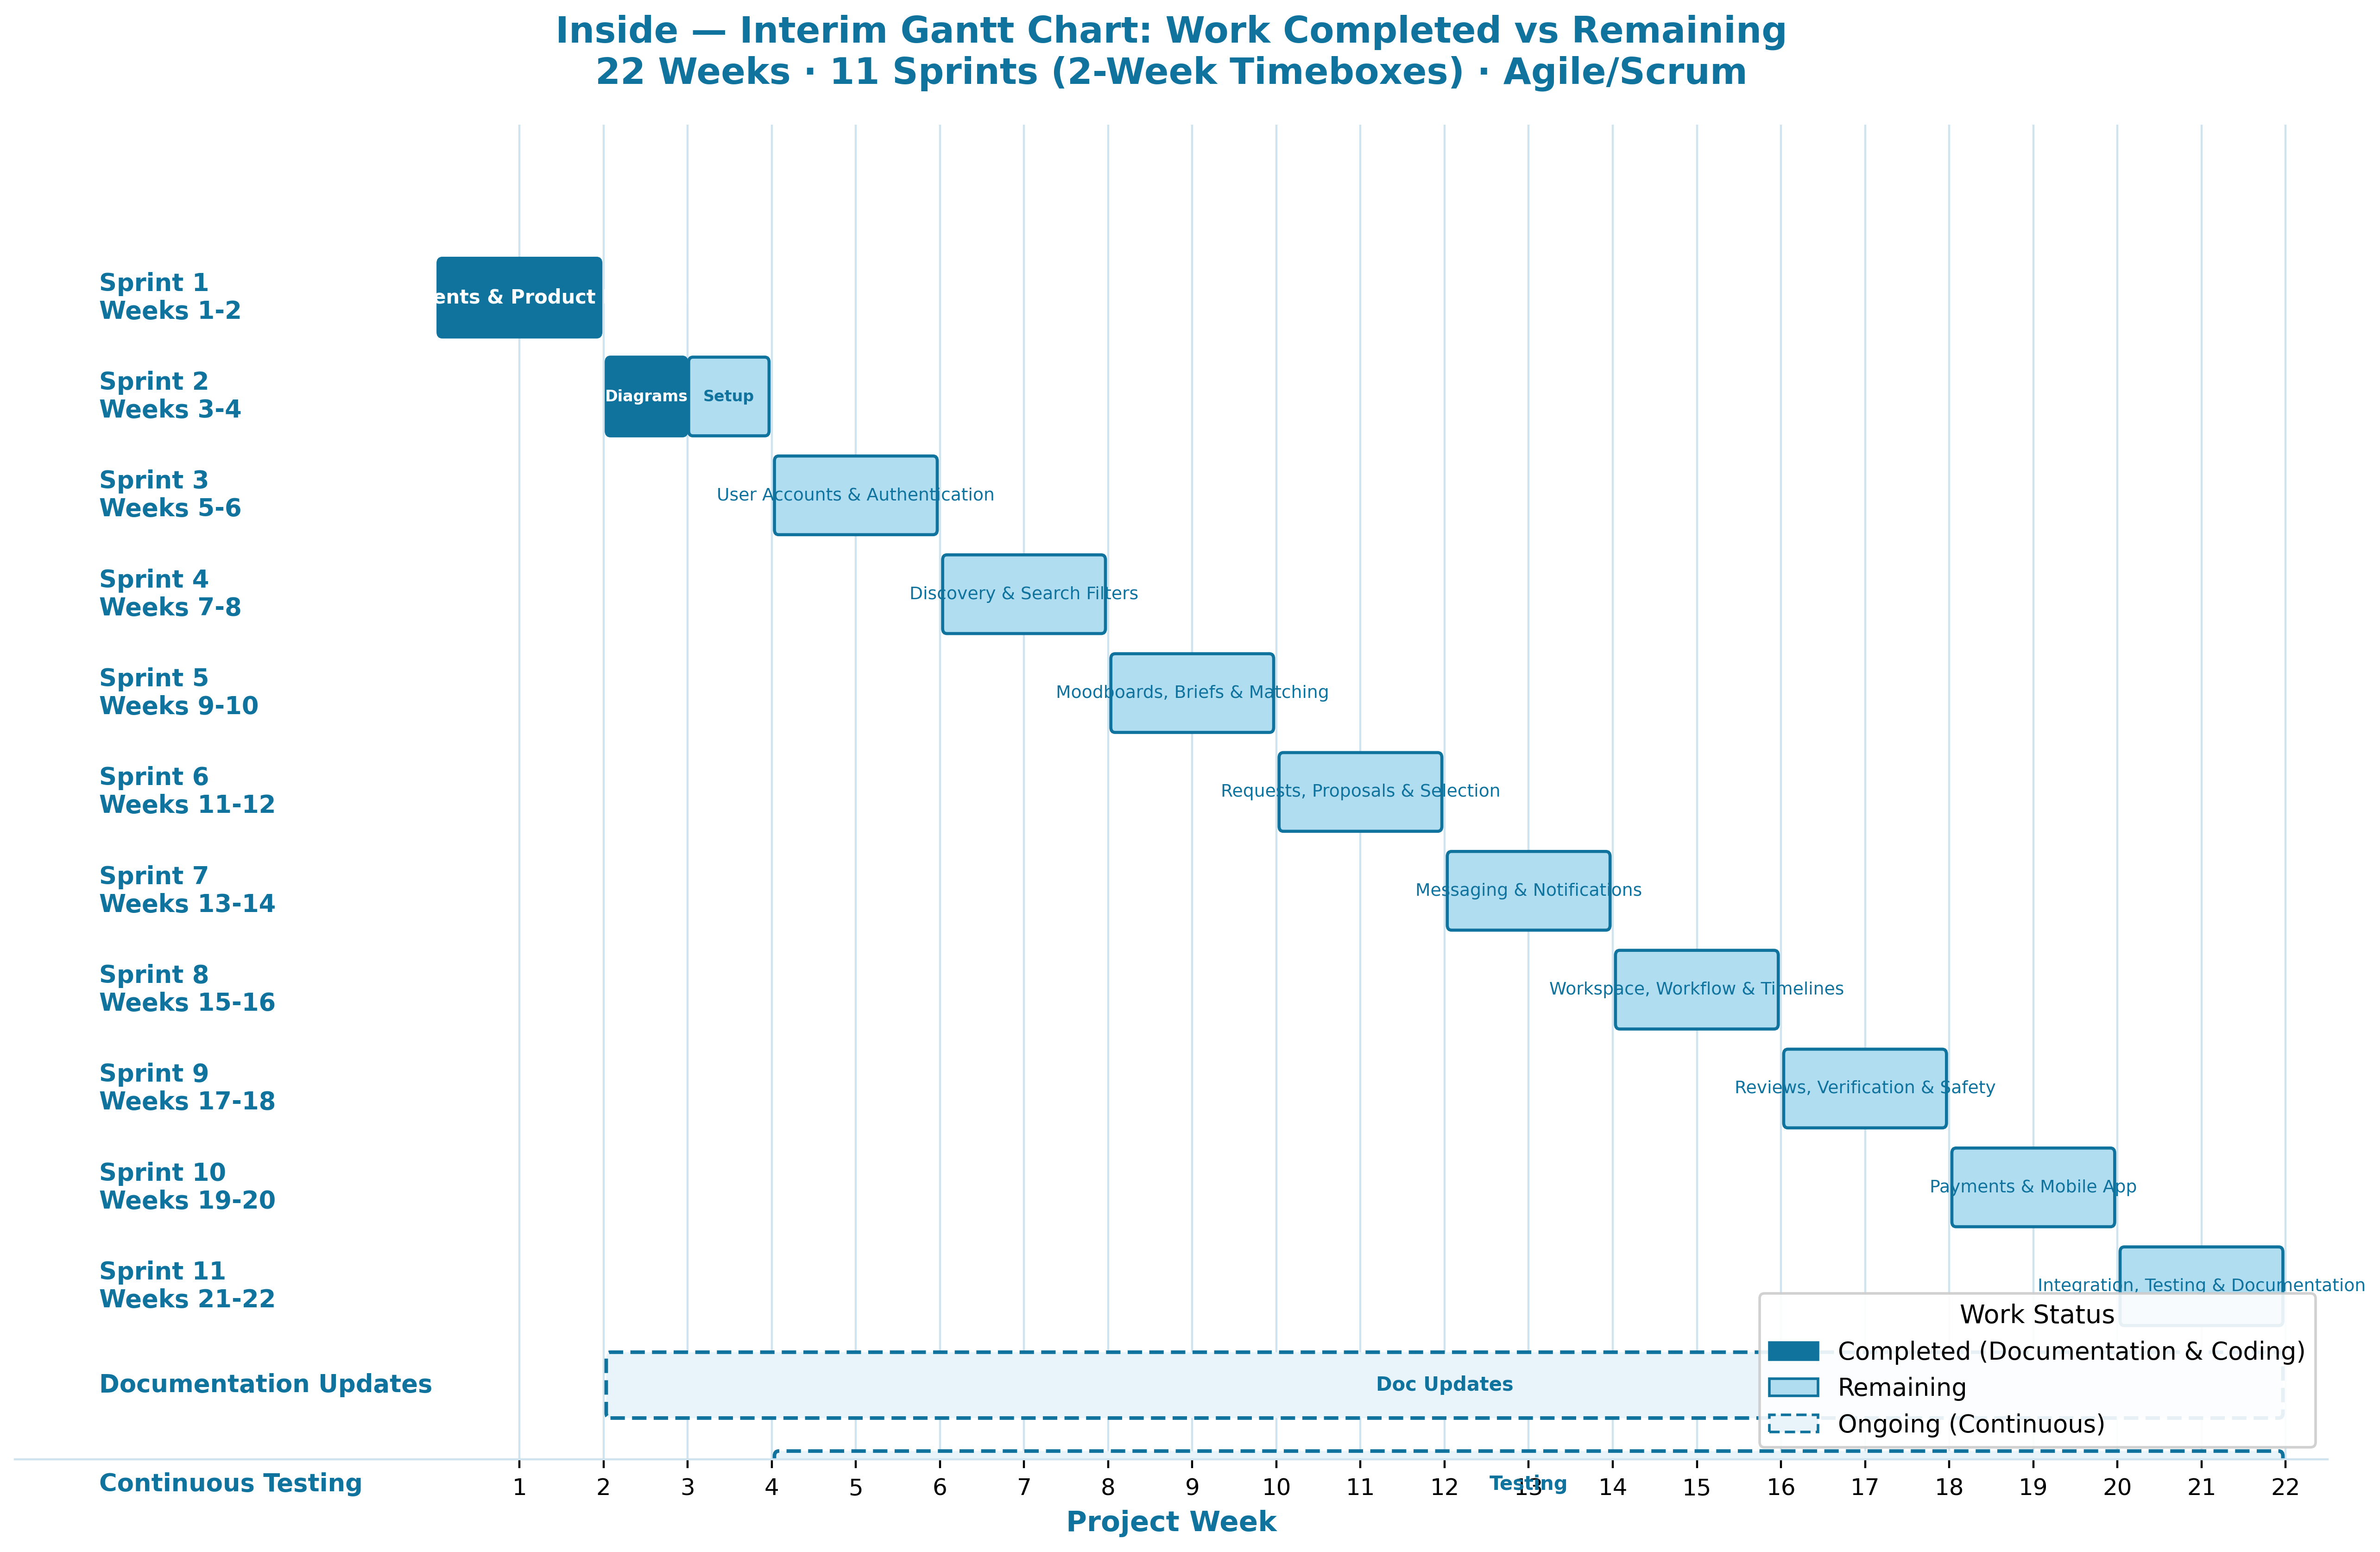 Inside — Interim Gantt Chart: Work Completed vs Remaining
22 Weeks · 11 Sprints (2-Week Timeboxes) · Agile/Scrum
Sprint 1
Weeks 1-2
ents & Product
Sprint 2
Weeks 3-4
Diagrams
Setup
Sprint 3
Weeks 5-6
User Accounts & Authentication
Sprint 4
Weeks 7-8
Discovery & Search Filters
Sprint 5
Weeks 9-10
Moodboards, Briefs & Matching
Sprint 6
Weeks 11-12
Requests, Proposals & Selection
Sprint 7
Weeks 13-14
Messaging & Notifications
Sprint 8
Weeks 15-16
Workspace, Workflow & Timelines
Sprint 9
Weeks 17-18
Reviews, Verification & Safety
Sprint 10
Weeks 19-20
Payments & Mobile App
Sprint 11
Weeks 21-22
Integration, Testing & Documentation
Work Status
Completed (Documentation & Coding)
Remaining
Ongoing (Continuous)
Documentation Updates
Doc Updates
Continuous Testing
Testing
1 2 3 4 5 6 7 8 9 10 11 12 13 14 15 16 17 18 19 20 21 22
Project Week